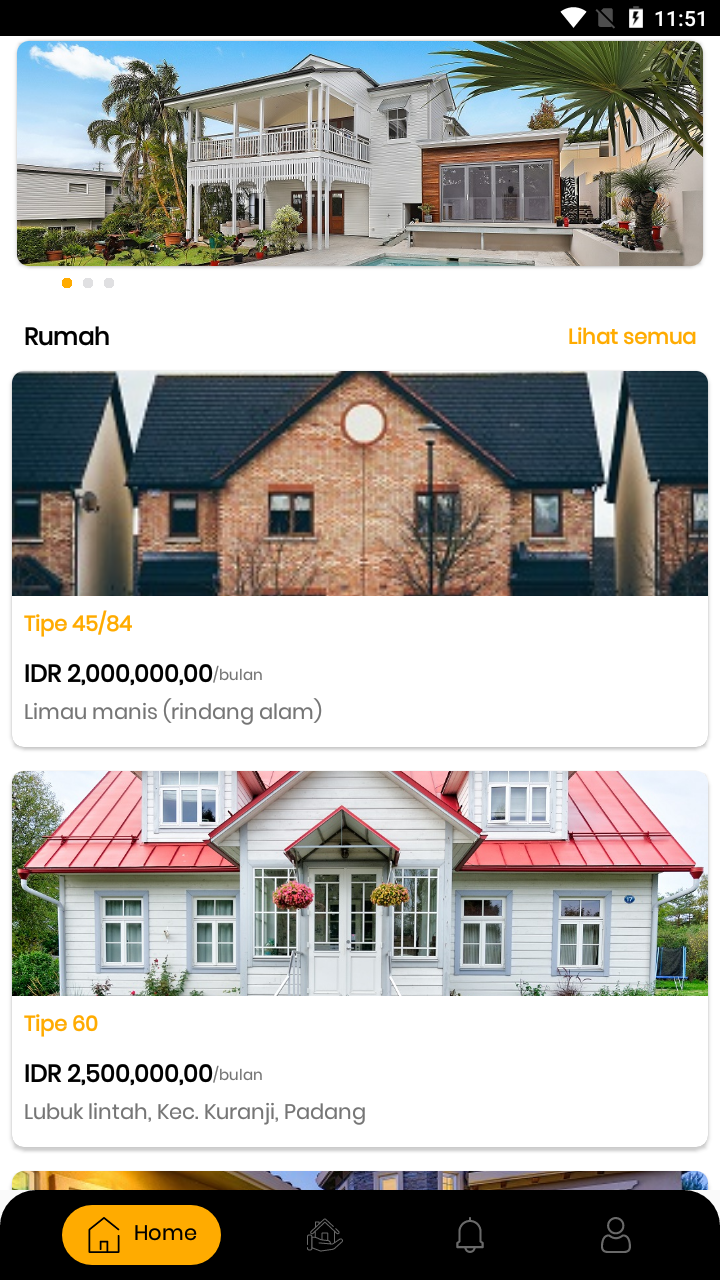 11:51
Rumah
Lihat semua
Tipe 45/84
IDR 2,000,000,00/bulan
Limau manis (rindang alam)
Tipe 60
IDR 2,500,000,00/bulan
Lubuk lintah, Kec. Kuranji, Padang
Home